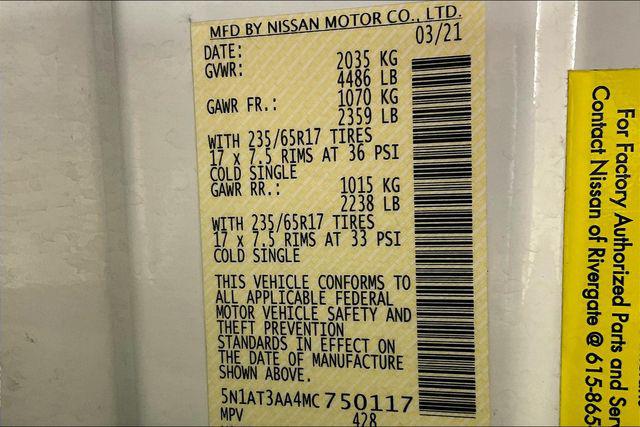 MFD BY NISSAN MOTOR CO., LTD.
DATE: 03/21
GVWR: 2035 KG
4486 LB
GAWR FR.: 1070 KG
2359 LB
WITH 235/65R17 TIRES
17 x 7.5 RIMS AT 36 PSI
COLD SINGLE
GAWR RR.: 1015 KG
2238 LB
WITH 235/65R17 TIRES
17 x 7.5 RIMS AT 33 PSI
COLD SINGLE
THIS VEHICLE CONFORMS TO
ALL APPLICABLE FEDERAL
MOTOR VEHICLE SAFETY AND
THEFT PREVENTION
STANDARDS IN EFFECT ON
THE DATE OF MANUFACTURE
SHOWN ABOVE.
5N1AT3AA4MC750117
MPV 428
For Factory Authorized Parts and Ser
Contact Nissan of Rivergate @ 615-865